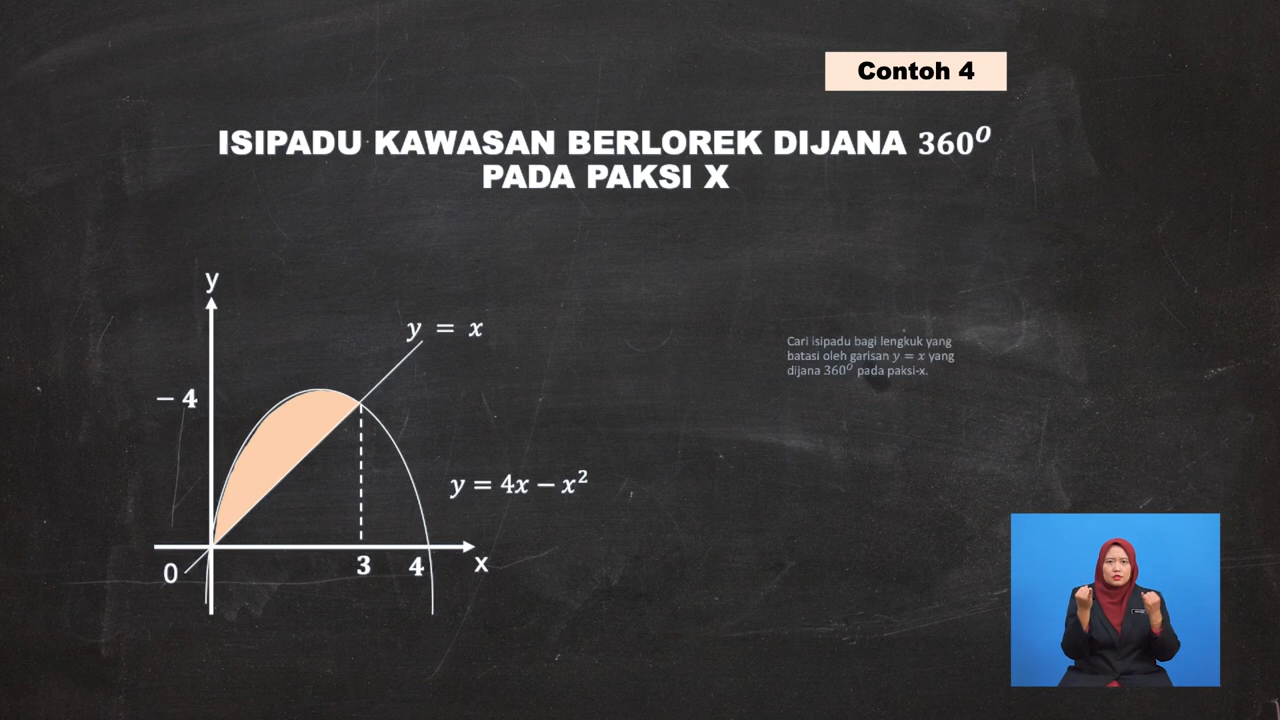 Contoh 4
ISIPADU KAWASAN BERLOREK DIJANA 360⁰
PADA PAKSI X
y
y = x
– 4
y = 4x − x²
0
3
4
x
Cari isipadu bagi lengkuk yang
batasi oleh garisan y = x yang
dijana 360⁰ pada paksi-x.